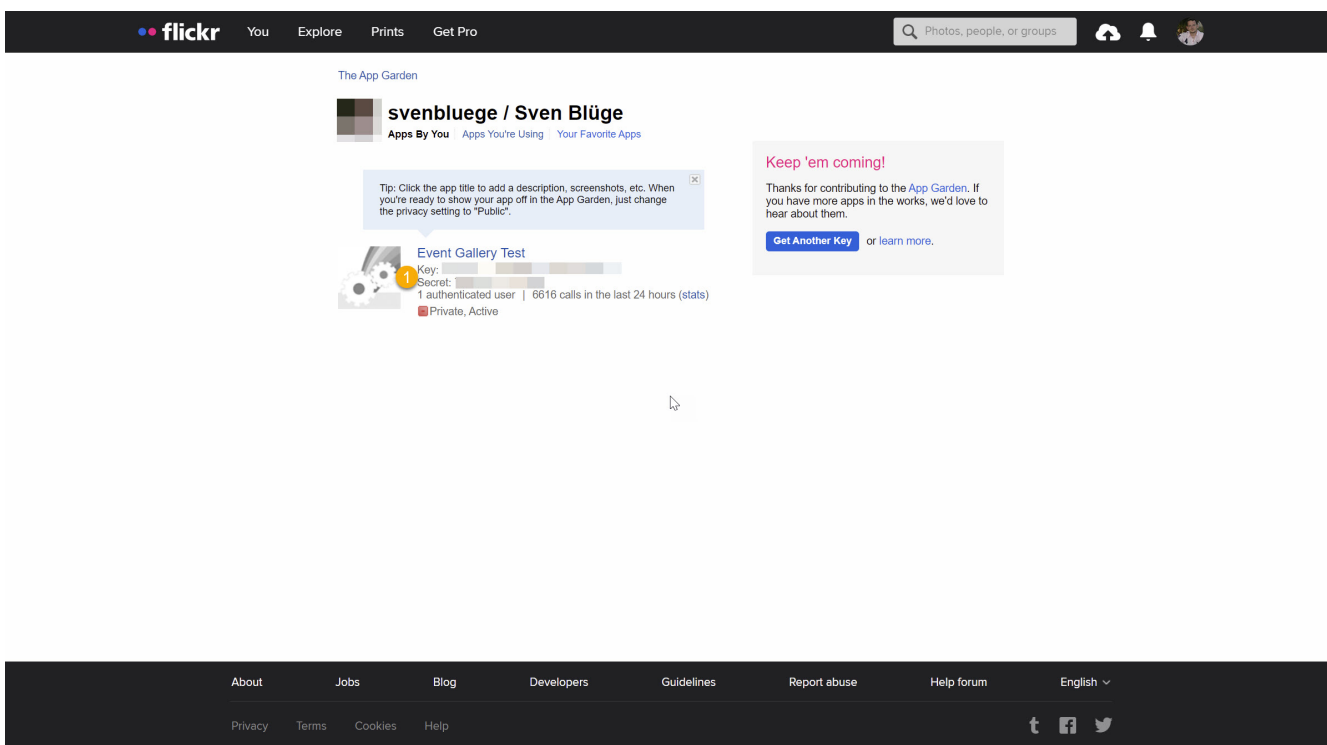 flickr You Explore Prints Get Pro Photos, people, or groups
The App Garden
svenbluege / Sven Blüge
Apps By You Apps You're Using Your Favorite Apps
Tip: Click the app title to add a description, screenshots, etc. When
you're ready to show your app off in the App Garden, just change
the privacy setting to "Public".
Event Gallery Test
Key:
1
Secret:
1 authenticated user | 6616 calls in the last 24 hours (stats)
Private, Active
Keep 'em coming!
Thanks for contributing to the App Garden. If
you have more apps in the works, we'd love to
hear about them.
Get Another Key or learn more.
About Jobs Blog Developers Guidelines Report abuse Help forum English
Privacy Terms Cookies Help